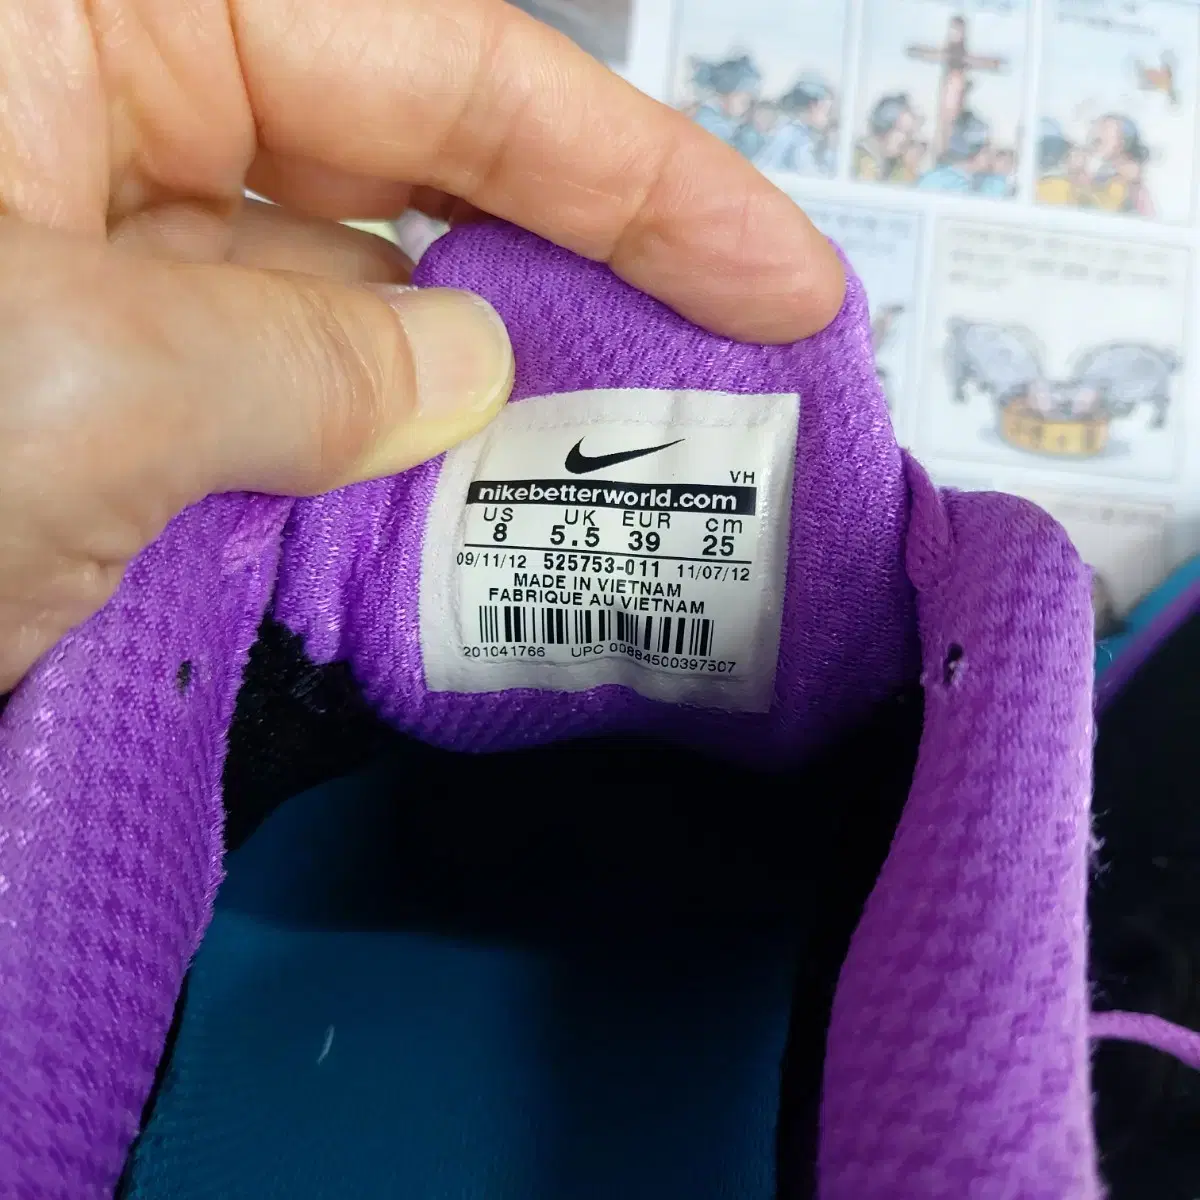 VH
nikebetterworld.com
US UK EUR cm
8 5.5 39 25
09/11/12 525753-011 11/07/12
MADE IN VIETNAM
FABRIQUE AU VIETNAM
201041766 UPC 00884500397507